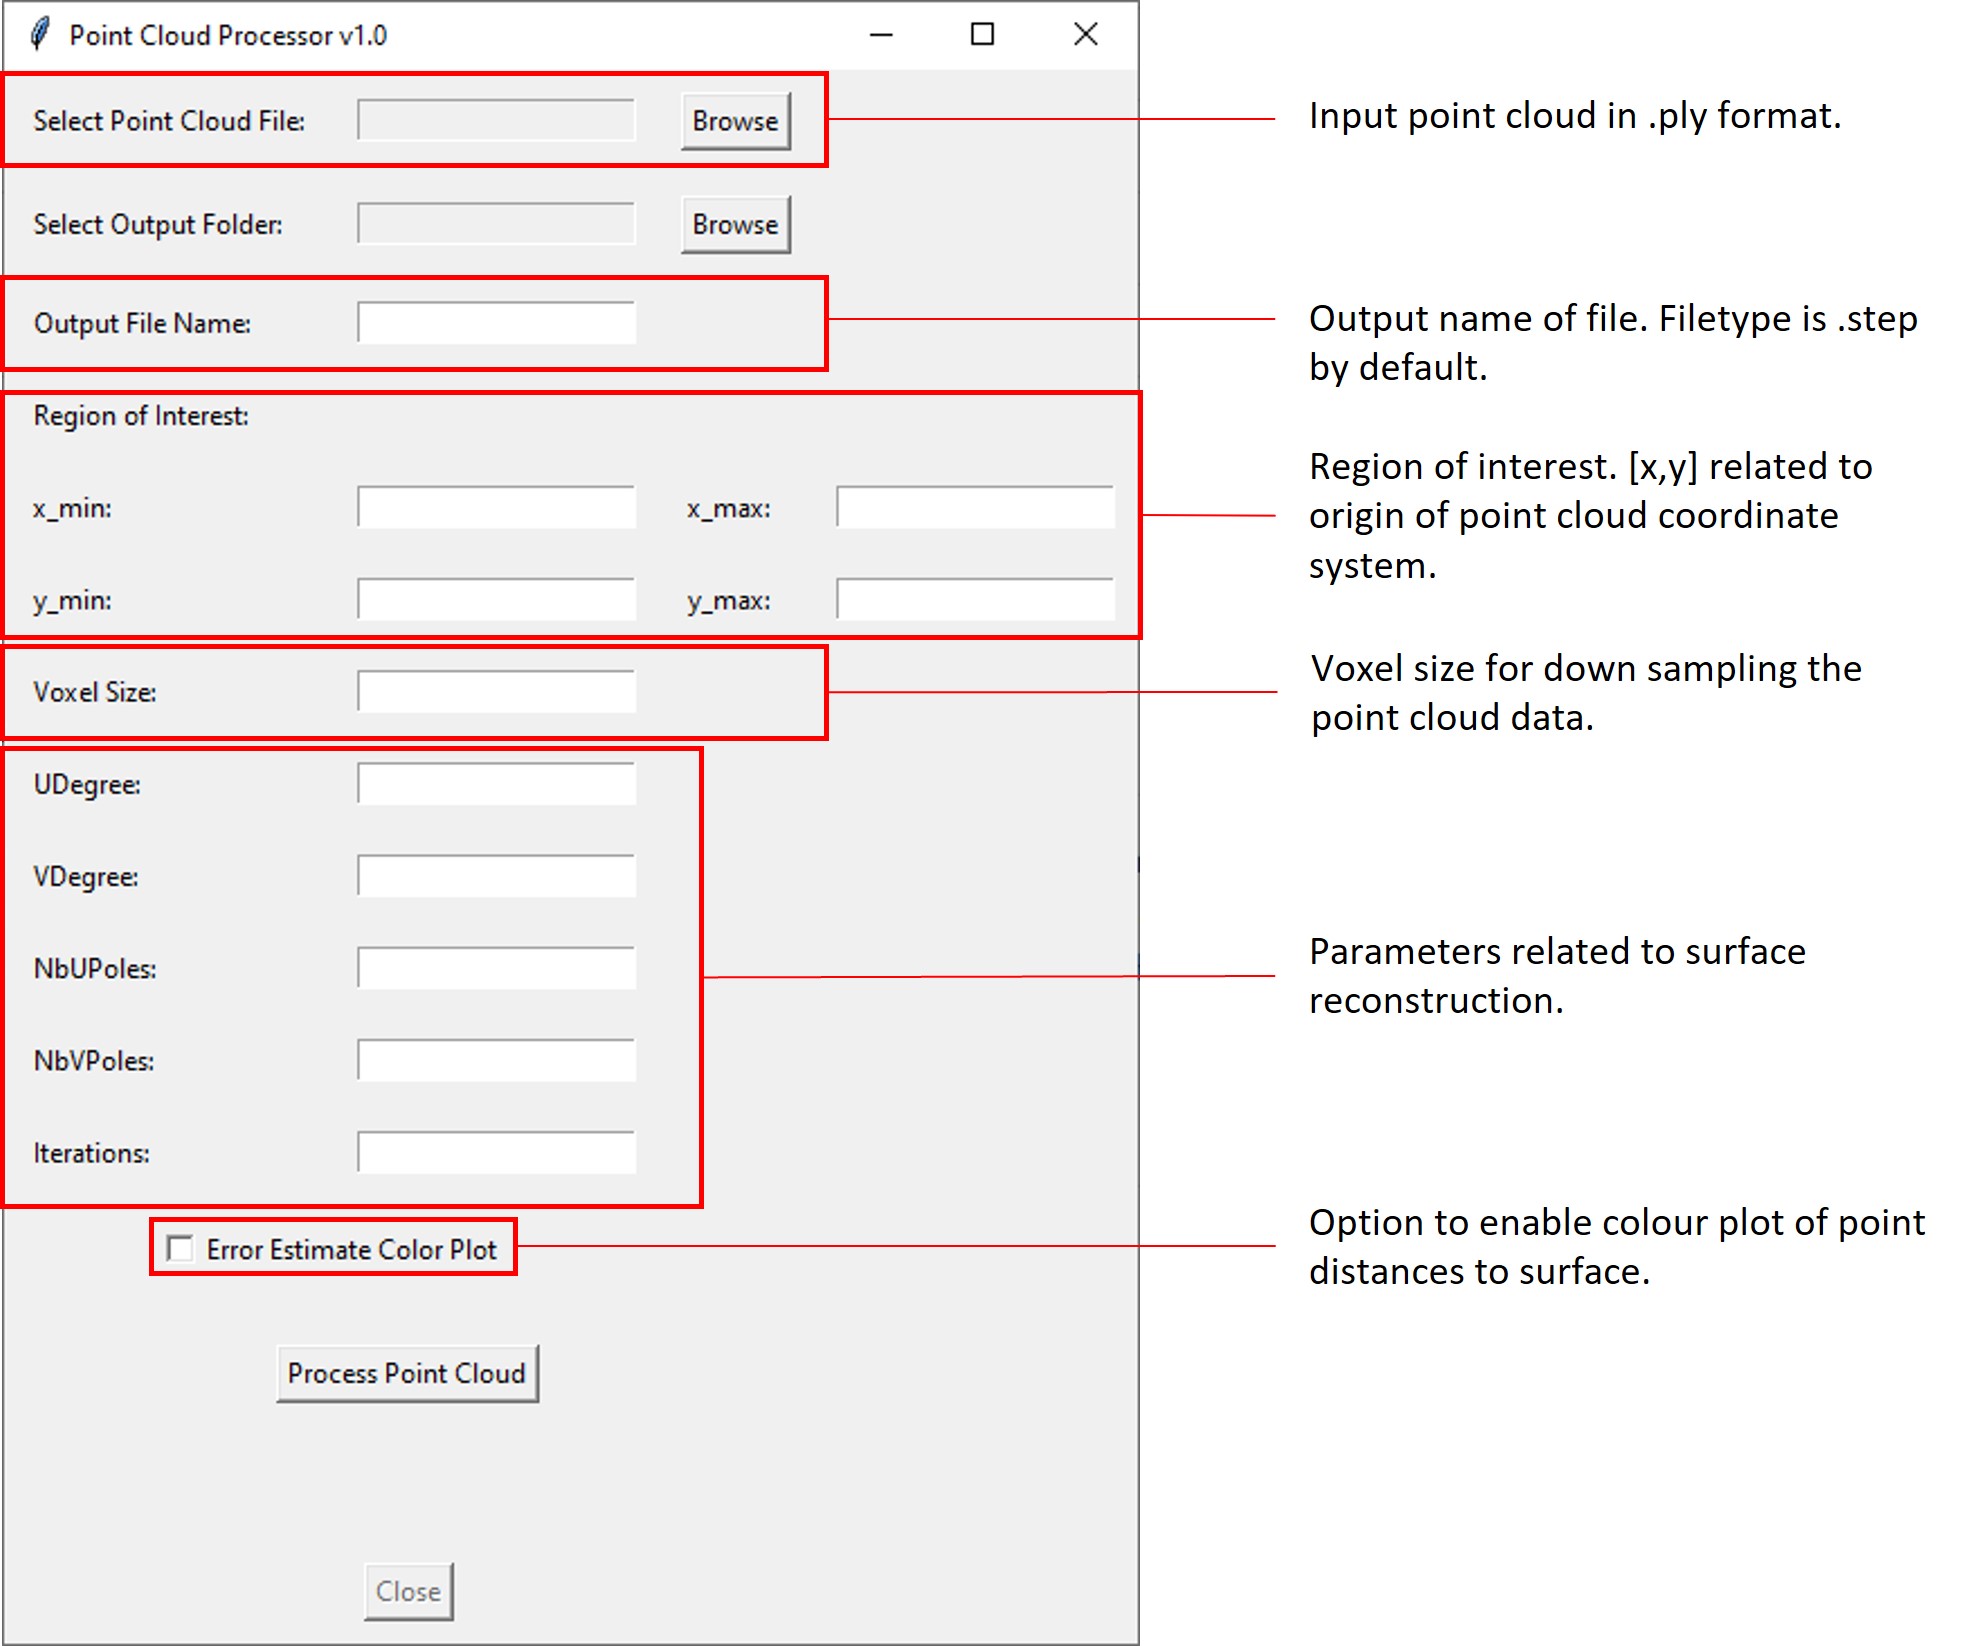 Point Cloud Processor v1.0
Select Point Cloud File: Browse
Input point cloud in .ply format.
Select Output Folder: Browse
Output File Name:
Output name of file. Filetype is .step
by default.
Region of Interest:
x_min: x_max:
y_min: y_max:
Region of interest. [x,y] related to
origin of point cloud coordinate
system.
Voxel Size:
Voxel size for down sampling the
point cloud data.
UDegree:
VDegree:
NbUPoles:
NbVPoles:
Iterations:
Parameters related to surface
reconstruction.
Error Estimate Color Plot
Option to enable colour plot of point
distances to surface.
Process Point Cloud
Close